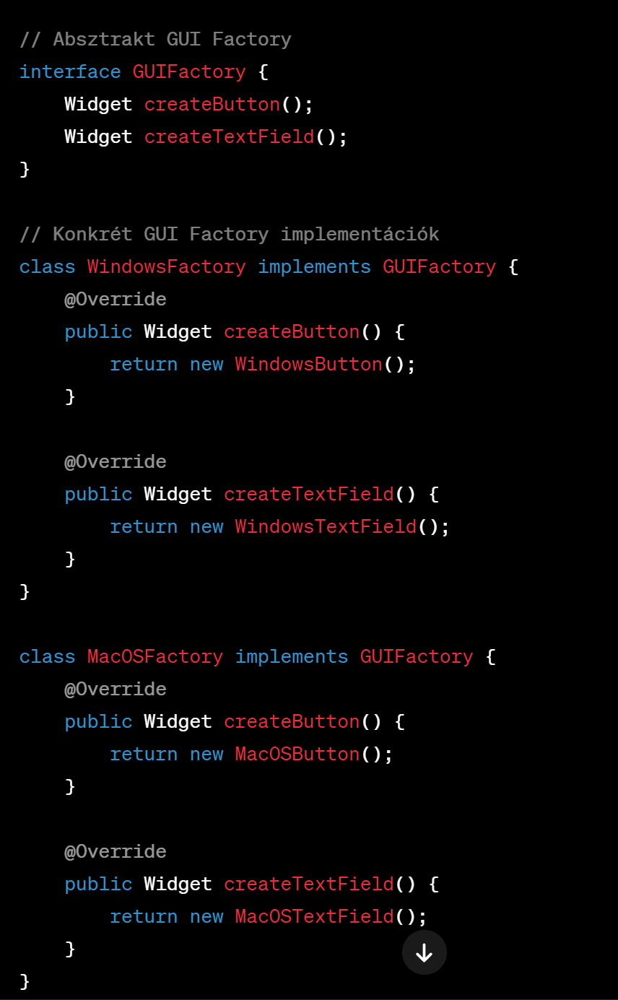 // Absztrakt GUI Factory
interface GUIFactory {
    Widget createButton();
    Widget createTextField();
}

// Konkrét GUI Factory implementációk
class WindowsFactory implements GUIFactory {
    @Override
    public Widget createButton() {
        return new WindowsButton();
    }

    @Override
    public Widget createTextField() {
        return new WindowsTextField();
    }
}

class MacOSFactory implements GUIFactory {
    @Override
    public Widget createButton() {
        return new MacOSButton();
    }

    @Override
    public Widget createTextField() {
        return new MacOSTextField();
    }
}